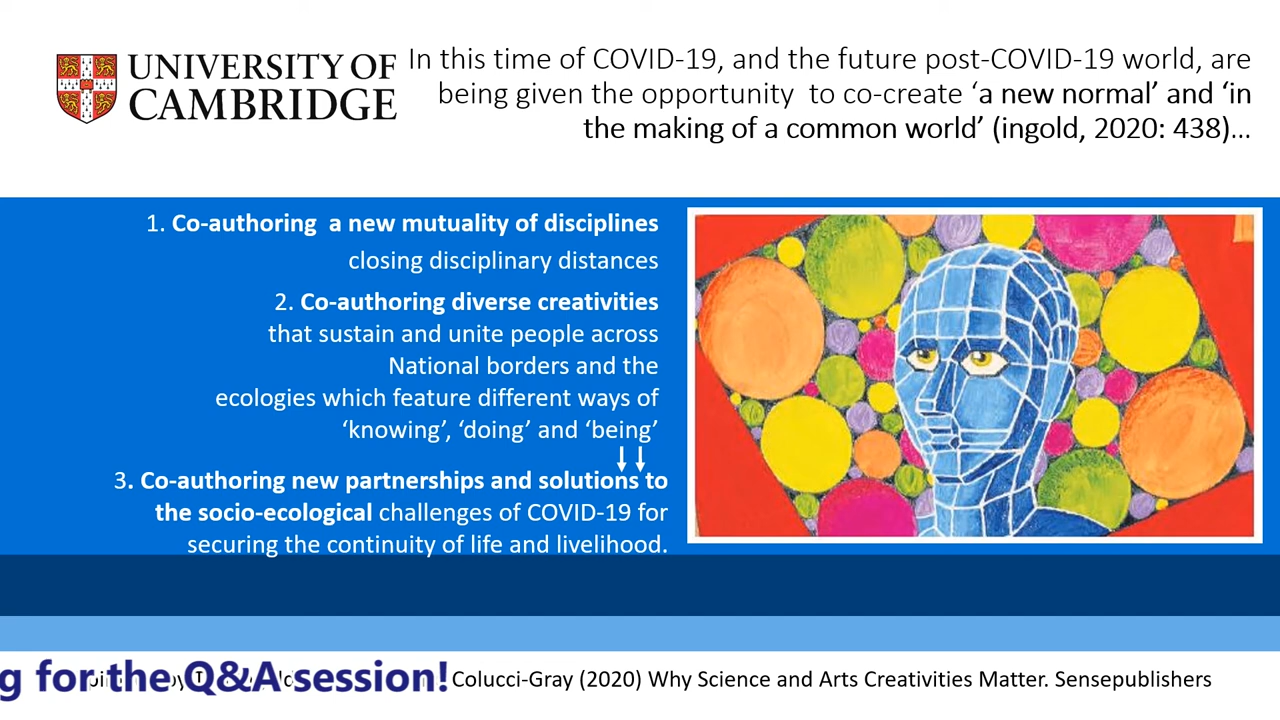 UNIVERSITY OF
CAMBRIDGE
In this time of COVID-19, and the future post-COVID-19 world, are
being given the opportunity to co-create ‘a new normal’ and ‘in
the making of a common world’ (ingold, 2020: 438)...
1. Co-authoring a new mutuality of disciplines
closing disciplinary distances
2. Co-authoring diverse creativities
that sustain and unite people across
National borders and the
ecologies which feature different ways of
‘knowing’, ‘doing’ and ‘being’
3. Co-authoring new partnerships and solutions to
the socio-ecological challenges of COVID-19 for
securing the continuity of life and livelihood.
g for the Q&A session!
Colucci-Gray (2020) Why Science and Arts Creativities Matter. Sensepublishers